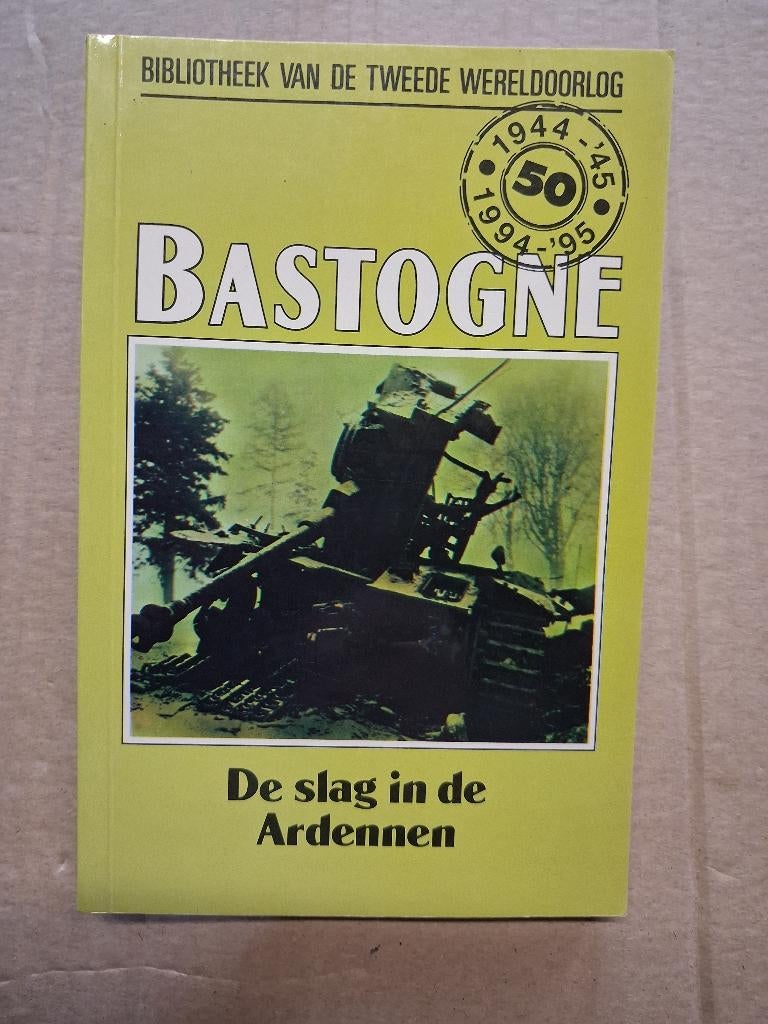 BIBLIOTHEEK VAN DE TWEEDE WERELDOORLOG
1944-'45
50
1994-'95
BASTOGNE
De slag in de
Ardennen